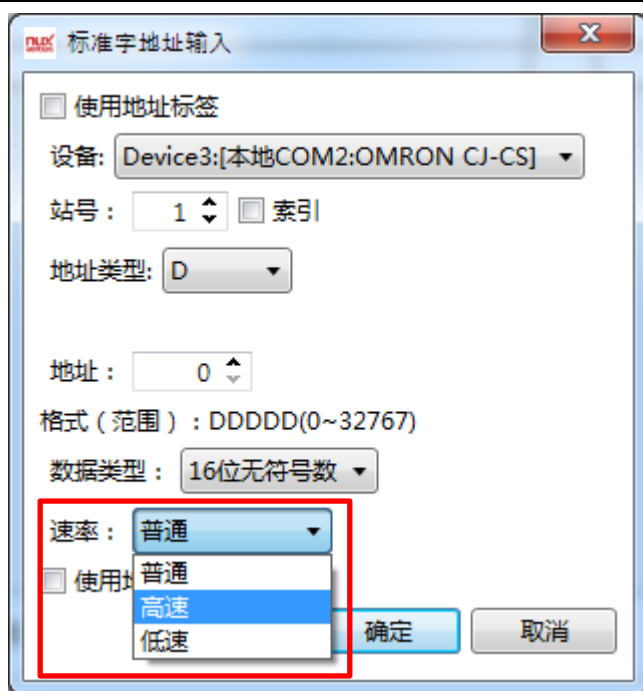 nux 标准字地址输入
使用地址标签
设备: Device3:[本地COM2:OMRON CJ-CS]
站号： 1 索引
地址类型: D
地址： 0
格式（范围）：DDDDD(0~32767)
数据类型： 16位无符号数
速率： 普通
普通
使用
高速
低速
确定 取消